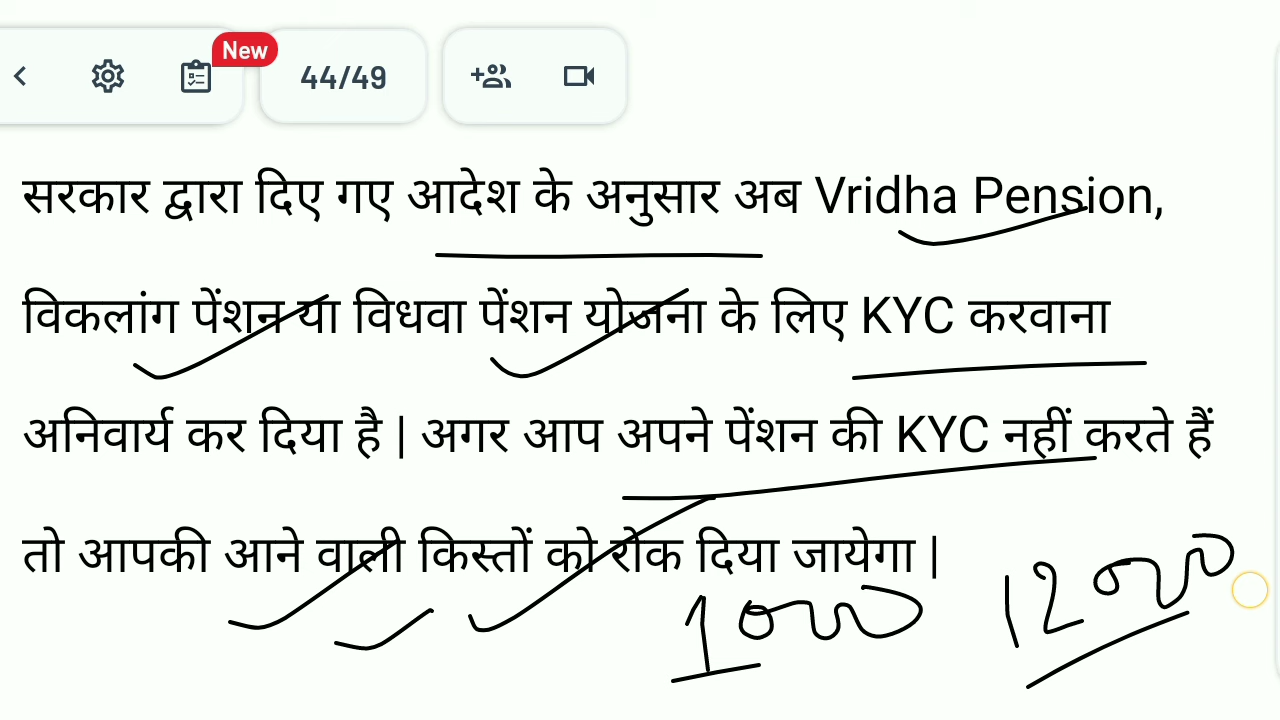 New
44/49
सरकार द्वारा दिए गए आदेश के अनुसार अब Vridha Pension,
विकलांग पेंशन या विधवा पेंशन योजना के लिए KYC करवाना
अनिवार्य कर दिया है | अगर आप अपने पेंशन की KYC नहीं करते हैं
तो आपकी आने वाली किस्तों को रोक दिया जायेगा |
1000 12000